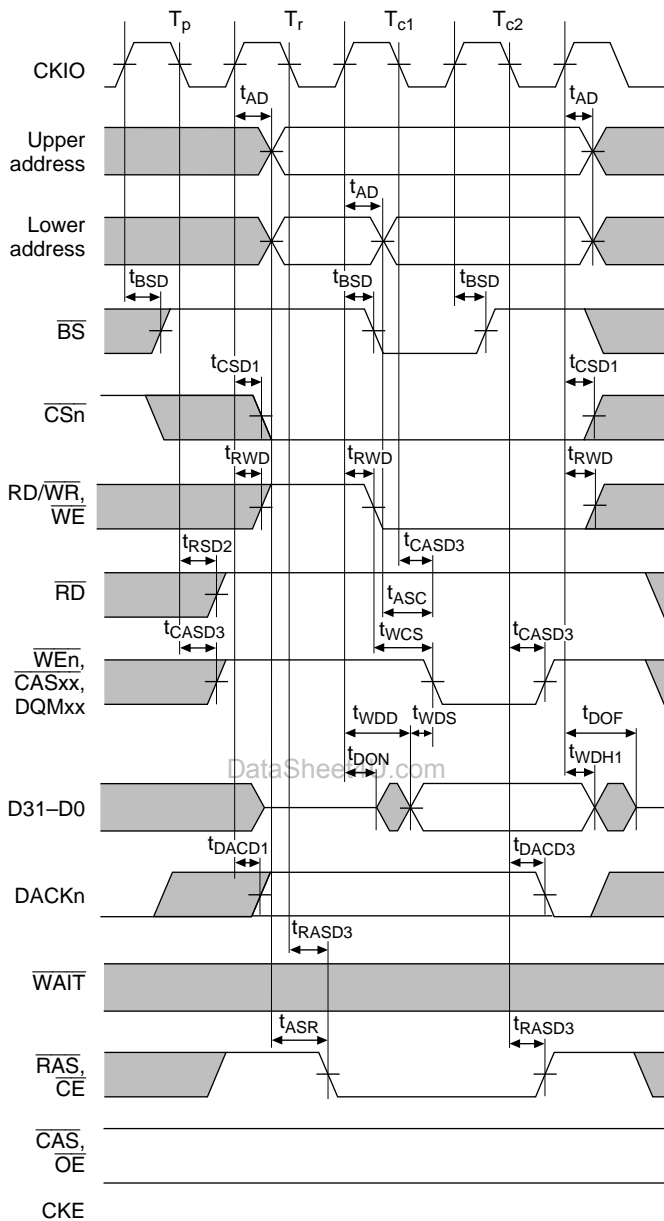 Tp Tr Tc1 Tc2
CKIO
tAD tAD
Upper
address
tAD
Lower
address
tBSD tBSD tBSD
BS
tCSD1 tCSD1
CSn
tRWD tRWD tRWD
RD/WR,
WE
tRSD2 tCASD3
RD
tASC
tCASD3 tWCS tCASD3
WEn,
CASxx,
DQMxx
tWDD tWDS tDOF
tDON tWDH1
D31–D0
tDACD1 tDACD3
DACKn
tRASD3
WAIT
tASR tRASD3
RAS,
CE
CAS,
OE
CKE